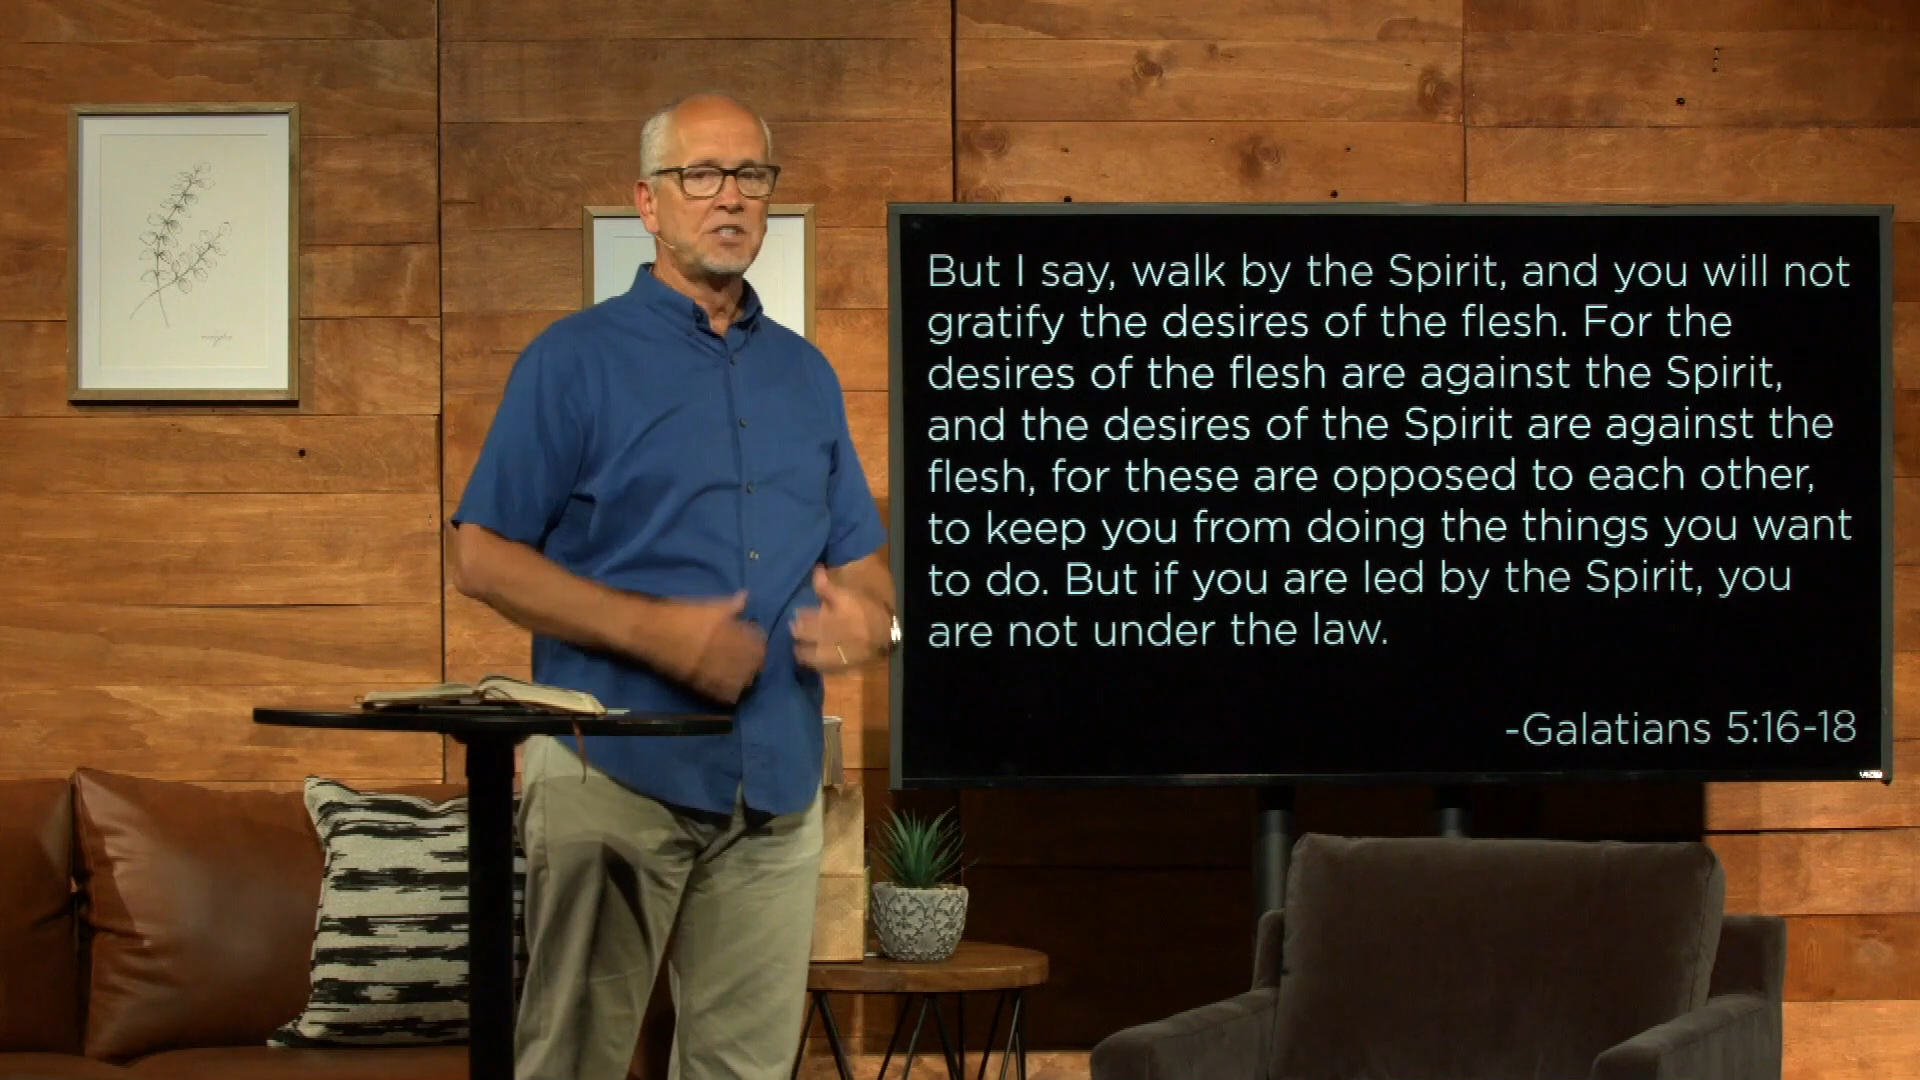 But I say, walk by the Spirit, and you will not
gratify the desires of the flesh. For the
desires of the flesh are against the Spirit,
and the desires of the Spirit are against the
flesh, for these are opposed to each other,
to keep you from doing the things you want
to do. But if you are led by the Spirit, you
are not under the law.
-Galatians 5:16-18
VIZIO